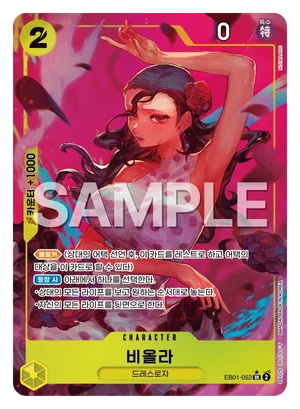 2
0
특수
特
카운터 +1000
SAMPLE
블로커 (상대의 어택 선언 후, 이 카드를 레스트로 하고 어택의
대상을 이 카드로 할 수 있다)
등장 시 아래에서 하나를 선택한다.
·상대의 모든 라이프를 보고 원하는 순서대로 놓는다.
·자신의 모든 라이프를 뒷면으로 한다.
CHARACTER
비올라
드레스로자
EB01-052 SR 2